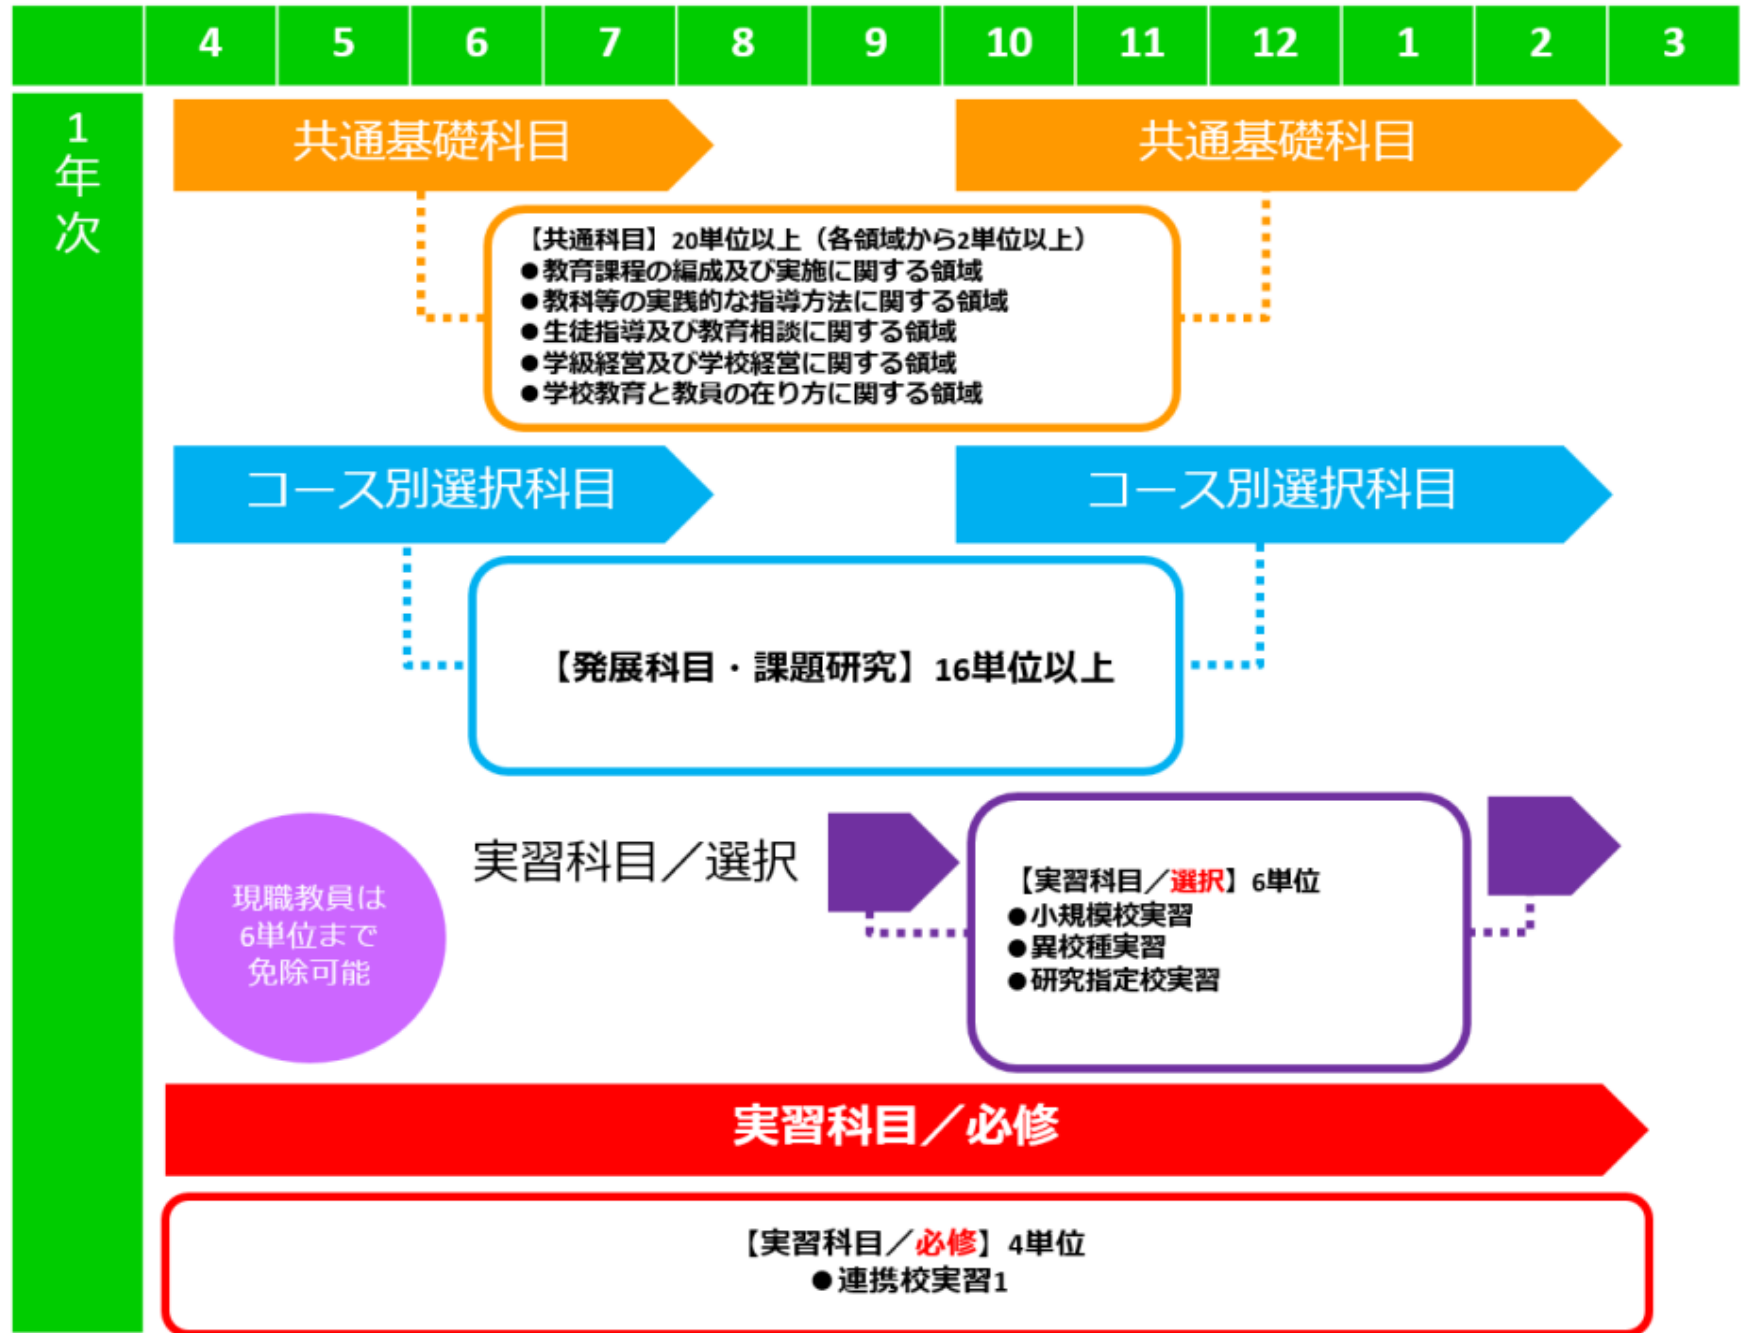 4 5 6 7 8 9 10 11 12 1 2 3
1年次
共通基礎科目 共通基礎科目
【共通科目】20単位以上（各領域から2単位以上）
●教育課程の編成及び実施に関する領域
●教科等の実践的な指導方法に関する領域
●生徒指導及び教育相談に関する領域
●学級経営及び学校経営に関する領域
●学校教育と教員の在り方に関する領域
コース別選択科目 コース別選択科目
【発展科目・課題研究】16単位以上
現職教員は
6単位まで
免除可能
実習科目／選択
【実習科目／選択】6単位
●小規模校実習
●異校種実習
●研究指定校実習
実習科目／必修
【実習科目／必修】4単位
●連携校実習1